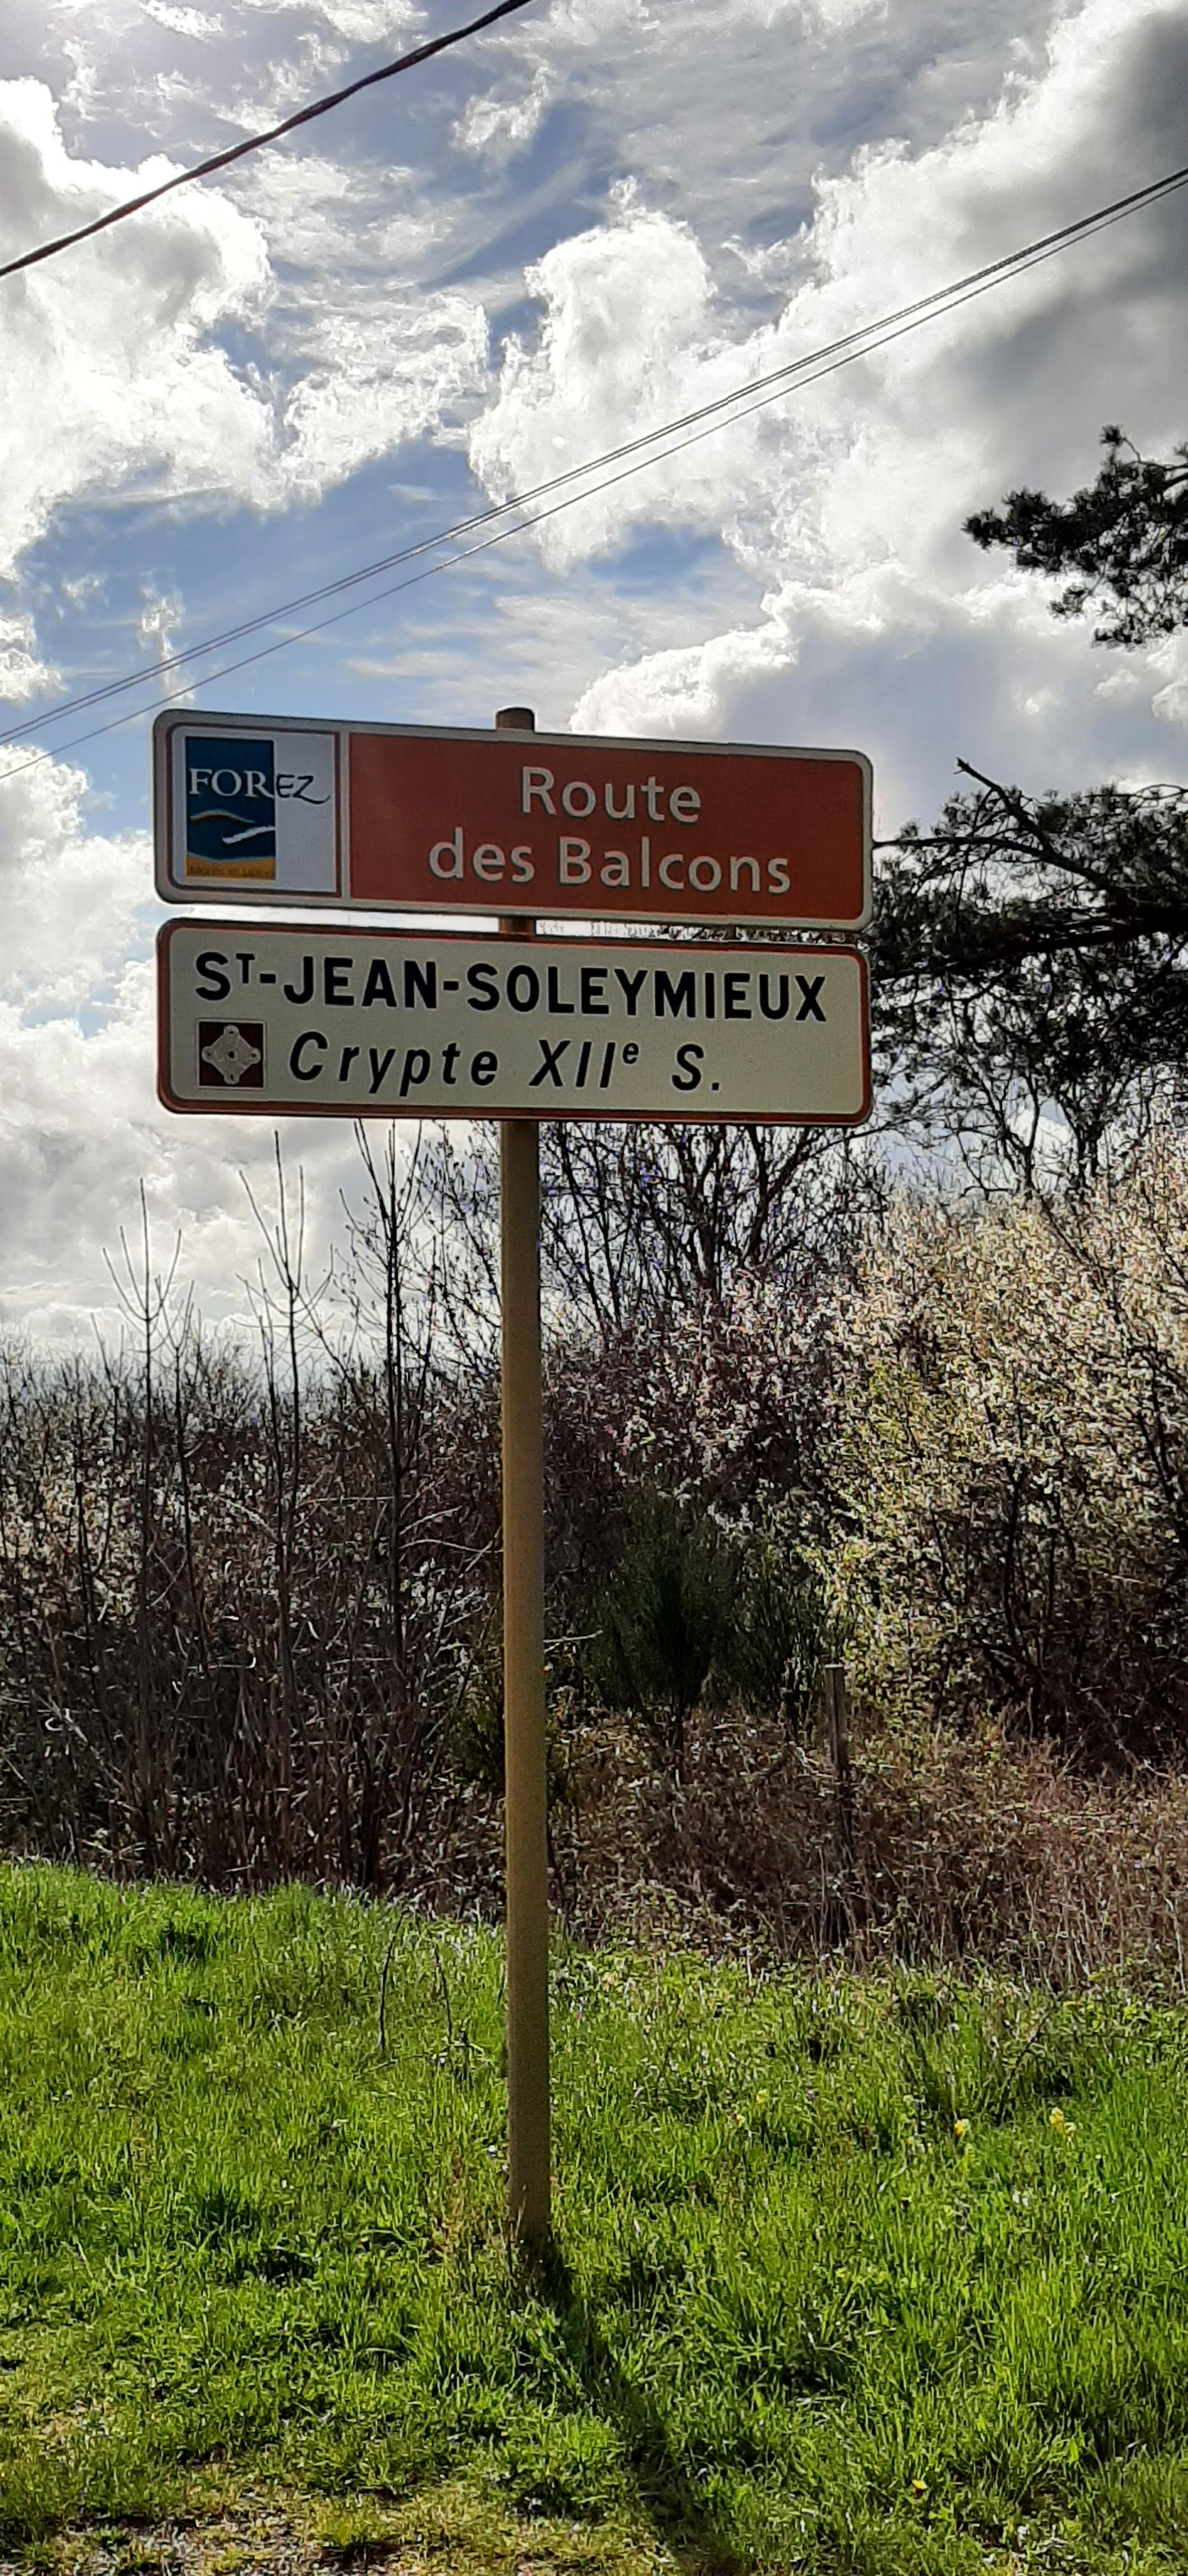 FOREZ
Route
des Balcons
ST-JEAN-SOLEYMIEUX
Crypte XIIe S.